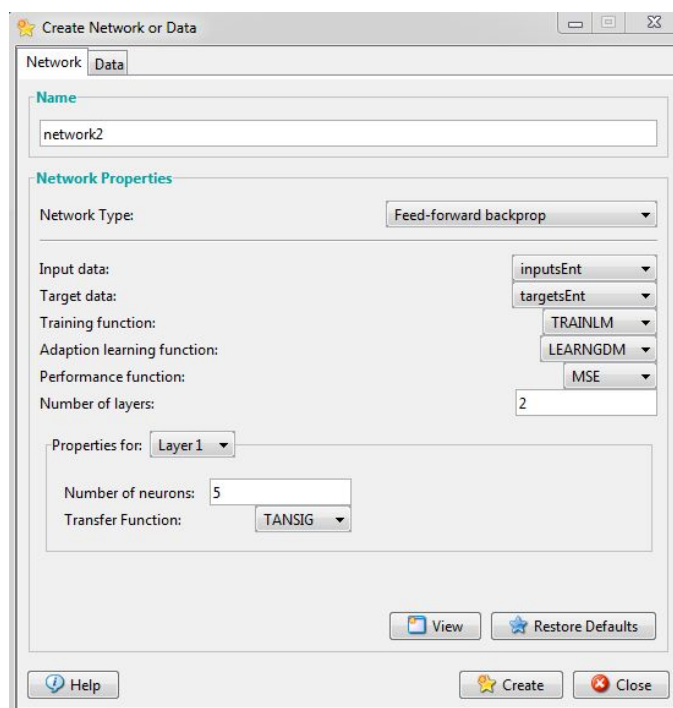 Create Network or Data
Network Data
Name
network2
Network Properties
Network Type: Feed-forward backprop
Input data: inputsEnt
Target data: targetsEnt
Training function: TRAINLM
Adaption learning function: LEARNGDM
Performance function: MSE
Number of layers: 2
Properties for: Layer 1
Number of neurons: 5
Transfer Function: TANSIG
View Restore Defaults
Help Create Close